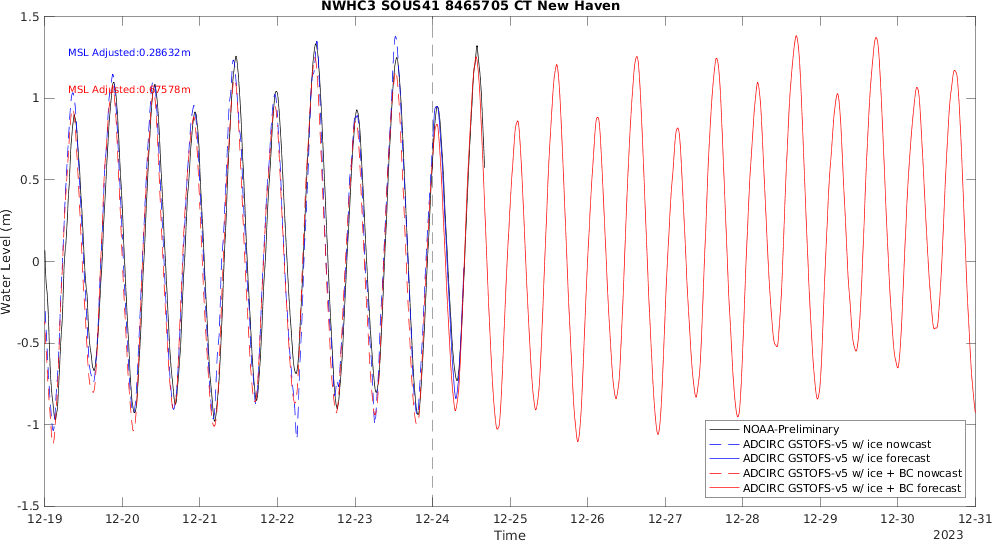 NWHC3 SOUS41 8465705 CT New Haven
1.5
1
0.5
0
-0.5
-1
-1.5
Water Level (m)
MSL Adjusted:0.28632m
MSL Adjusted:0.67578m
NOAA-Preliminary
ADCIRC GSTOFS-v5 w/ ice nowcast
ADCIRC GSTOFS-v5 w/ ice forecast
ADCIRC GSTOFS-v5 w/ ice + BC nowcast
ADCIRC GSTOFS-v5 w/ ice + BC forecast
12-19 12-20 12-21 12-22 12-23 12-24 12-25 12-26 12-27 12-28 12-29 12-30 12-31
Time
2023